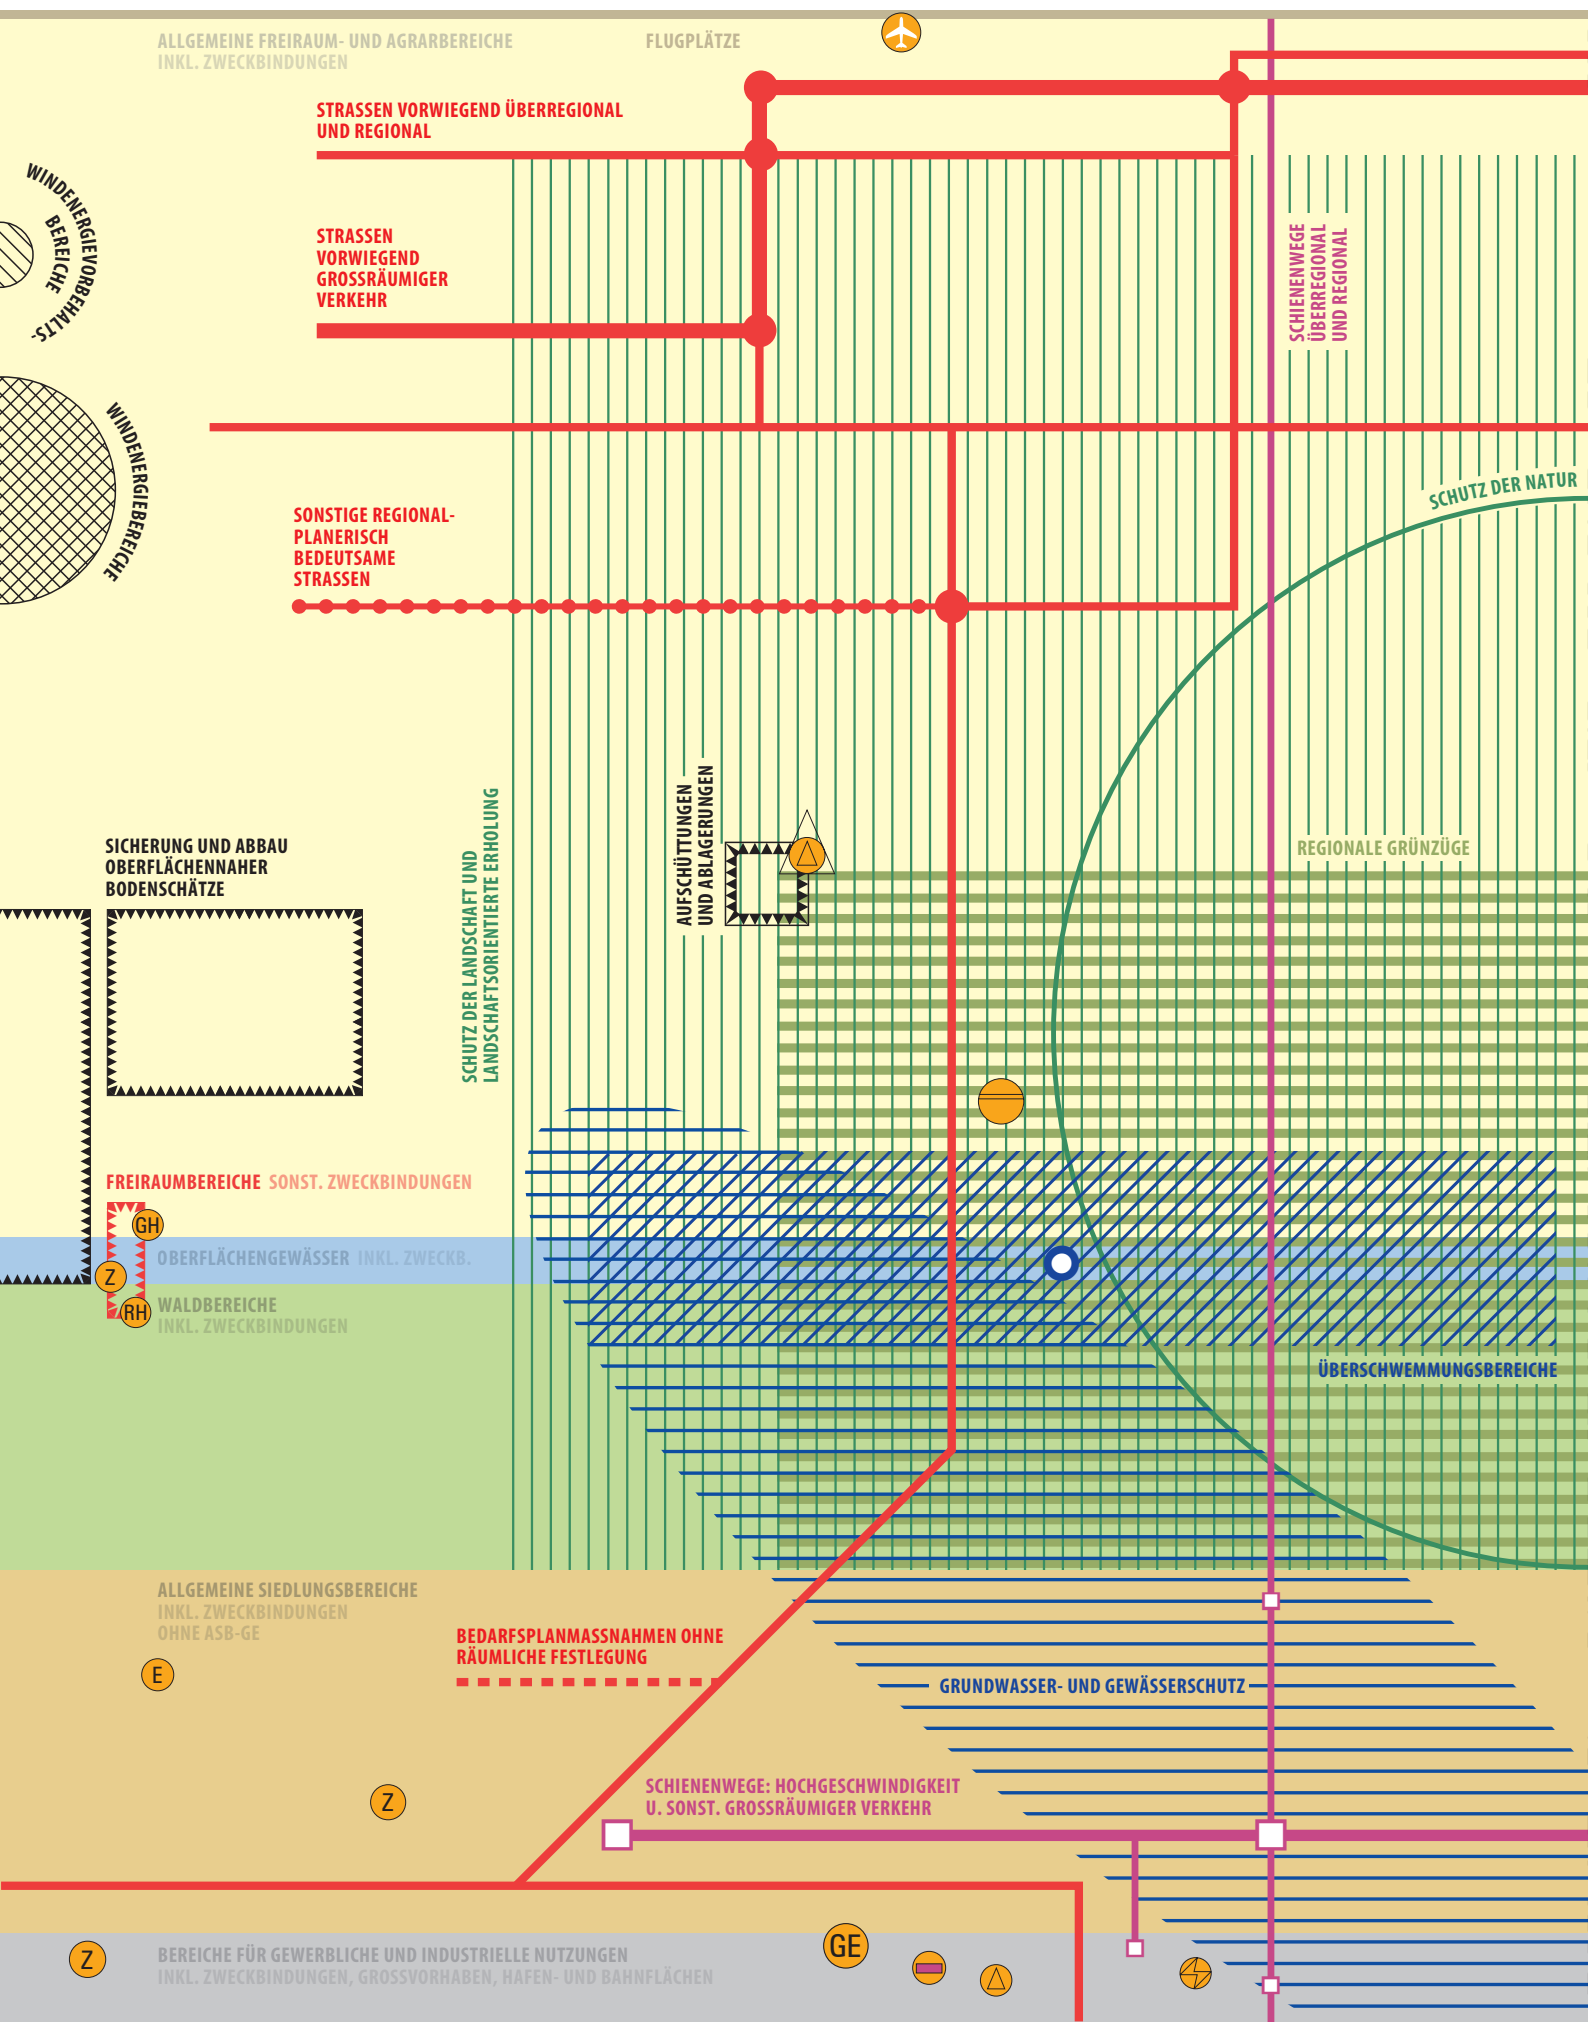 ALLGEMEINE FREIRAUM- UND AGRARBEREICHE
INKL. ZWECKBINDUNGEN
FLUGPLÄTZE
STRASSEN VORWIEGEND ÜBERREGIONAL
UND REGIONAL
WINDENERGIEVORBEHALTS-
BEREICHE
STRASSEN
VORWIEGEND
GROSSRÄUMIGER
VERKEHR
SCHIENENWEGE
ÜBERREGIONAL
UND REGIONAL
WINDENERGIEBEREICHE
SCHUTZ DER NATUR
SONSTIGE REGIONAL-
PLANERISCH
BEDEUTSAME
STRASSEN
AUFSCHÜTTUNGEN
UND ABLAGERUNGEN
SCHUTZ DER LANDSCHAFT UND
LANDSCHAFTSORIENTIERTE ERHOLUNG
SICHERUNG UND ABBAU
OBERFLÄCHENNAHER
BODENSCHÄTZE
REGIONALE GRÜNZÜGE
FREIRAUMBEREICHE SONST. ZWECKBINDUNGEN
GH
OBERFLÄCHENGEWÄSSER INKL. ZWECKB.
Z
WALDBEREICHE
INKL. ZWECKBINDUNGEN
RH
ÜBERSCHWEMMUNGSBEREICHE
ALLGEMEINE SIEDLUNGSBEREICHE
INKL. ZWECKBINDUNGEN
OHNE ASB-GE
E
BEDARFSPLANMASSNAHMEN OHNE
RÄUMLICHE FESTLEGUNG
GRUNDWASSER- UND GEWÄSSERSCHUTZ
Z
SCHIENENWEGE: HOCHGESCHWINDIGKEIT
U. SONST. GROSSRÄUMIGER VERKEHR
Z
BEREICHE FÜR GEWERBLICHE UND INDUSTRIELLE NUTZUNGEN
INKL. ZWECKBINDUNGEN, GROSSVORHABEN, HAFEN- UND BAHNFLÄCHEN
GE